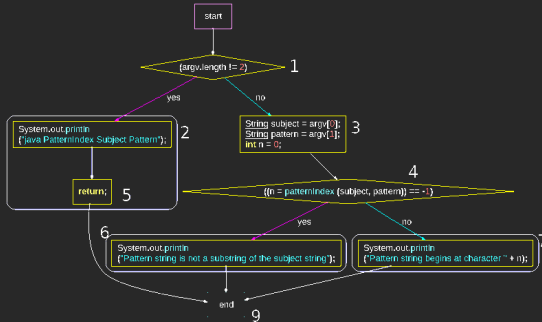 start
(argv.length != 2)
1
yes
no
System.out.println
("java PatternIndex Subject Pattern");
2
String subject = argv[0];
String pattern = argv[1];
int n = 0;
3
return;
5
4
((n = patternIndex (subject, pattern)) == -1)
yes
no
6
System.out.println
("Pattern string is not a substring of the subject string");
System.out.println
("Pattern string begins at character " + n);
end
9